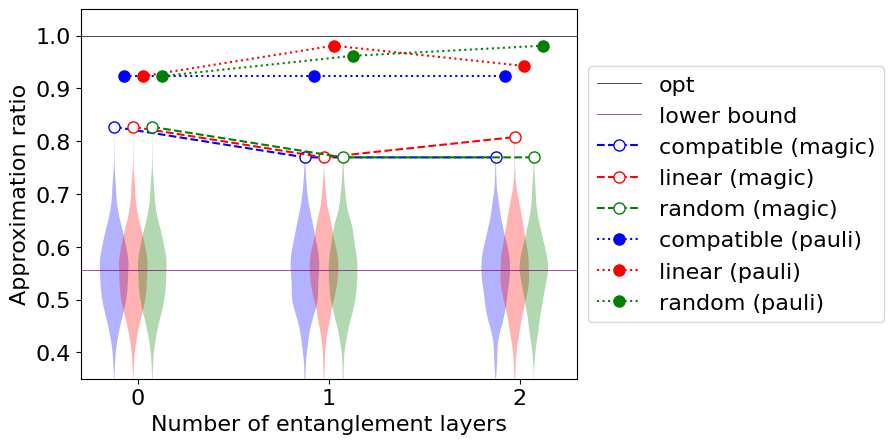 Approximation ratio
1.0
0.9
0.8
0.7
0.6
0.5
0.4
0 1 2
Number of entanglement layers
opt
lower bound
compatible (magic)
linear (magic)
random (magic)
compatible (pauli)
linear (pauli)
random (pauli)